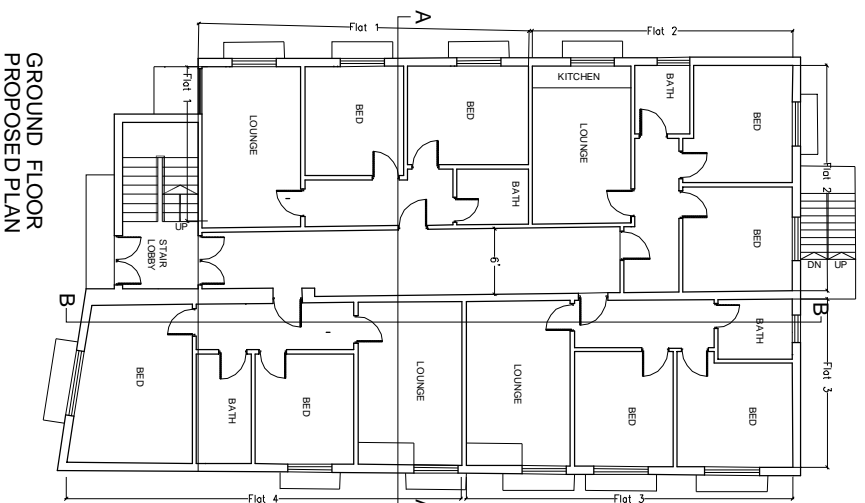 GROUND FLOOR
PROPOSED PLAN
A
Flat 1
Flat 2
KITCHEN
Flat 1
LOUNGE
BED
BED
LOUNGE
BATH
BED
Flat 2
BATH
UP
STAIR
LOBBY
6'
BED
DN
UP
B
B
BATH
BED
BATH
BED
LOUNGE
LOUNGE
BED
BED
Flat 3
Flat 4
Flat 3